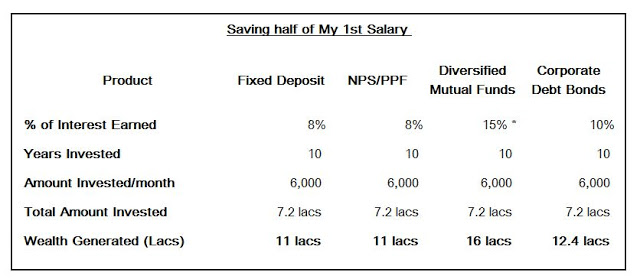 Saving half of My 1st Salary
Product Fixed Deposit NPS/PPF Diversified Mutual Funds Corporate Debt Bonds
% of Interest Earned 8% 8% 15% * 10%
Years Invested 10 10 10 10
Amount Invested/month 6,000 6,000 6,000 6,000
Total Amount Invested 7.2 lacs 7.2 lacs 7.2 lacs 7.2 lacs
Wealth Generated (Lacs) 11 lacs 11 lacs 16 lacs 12.4 lacs